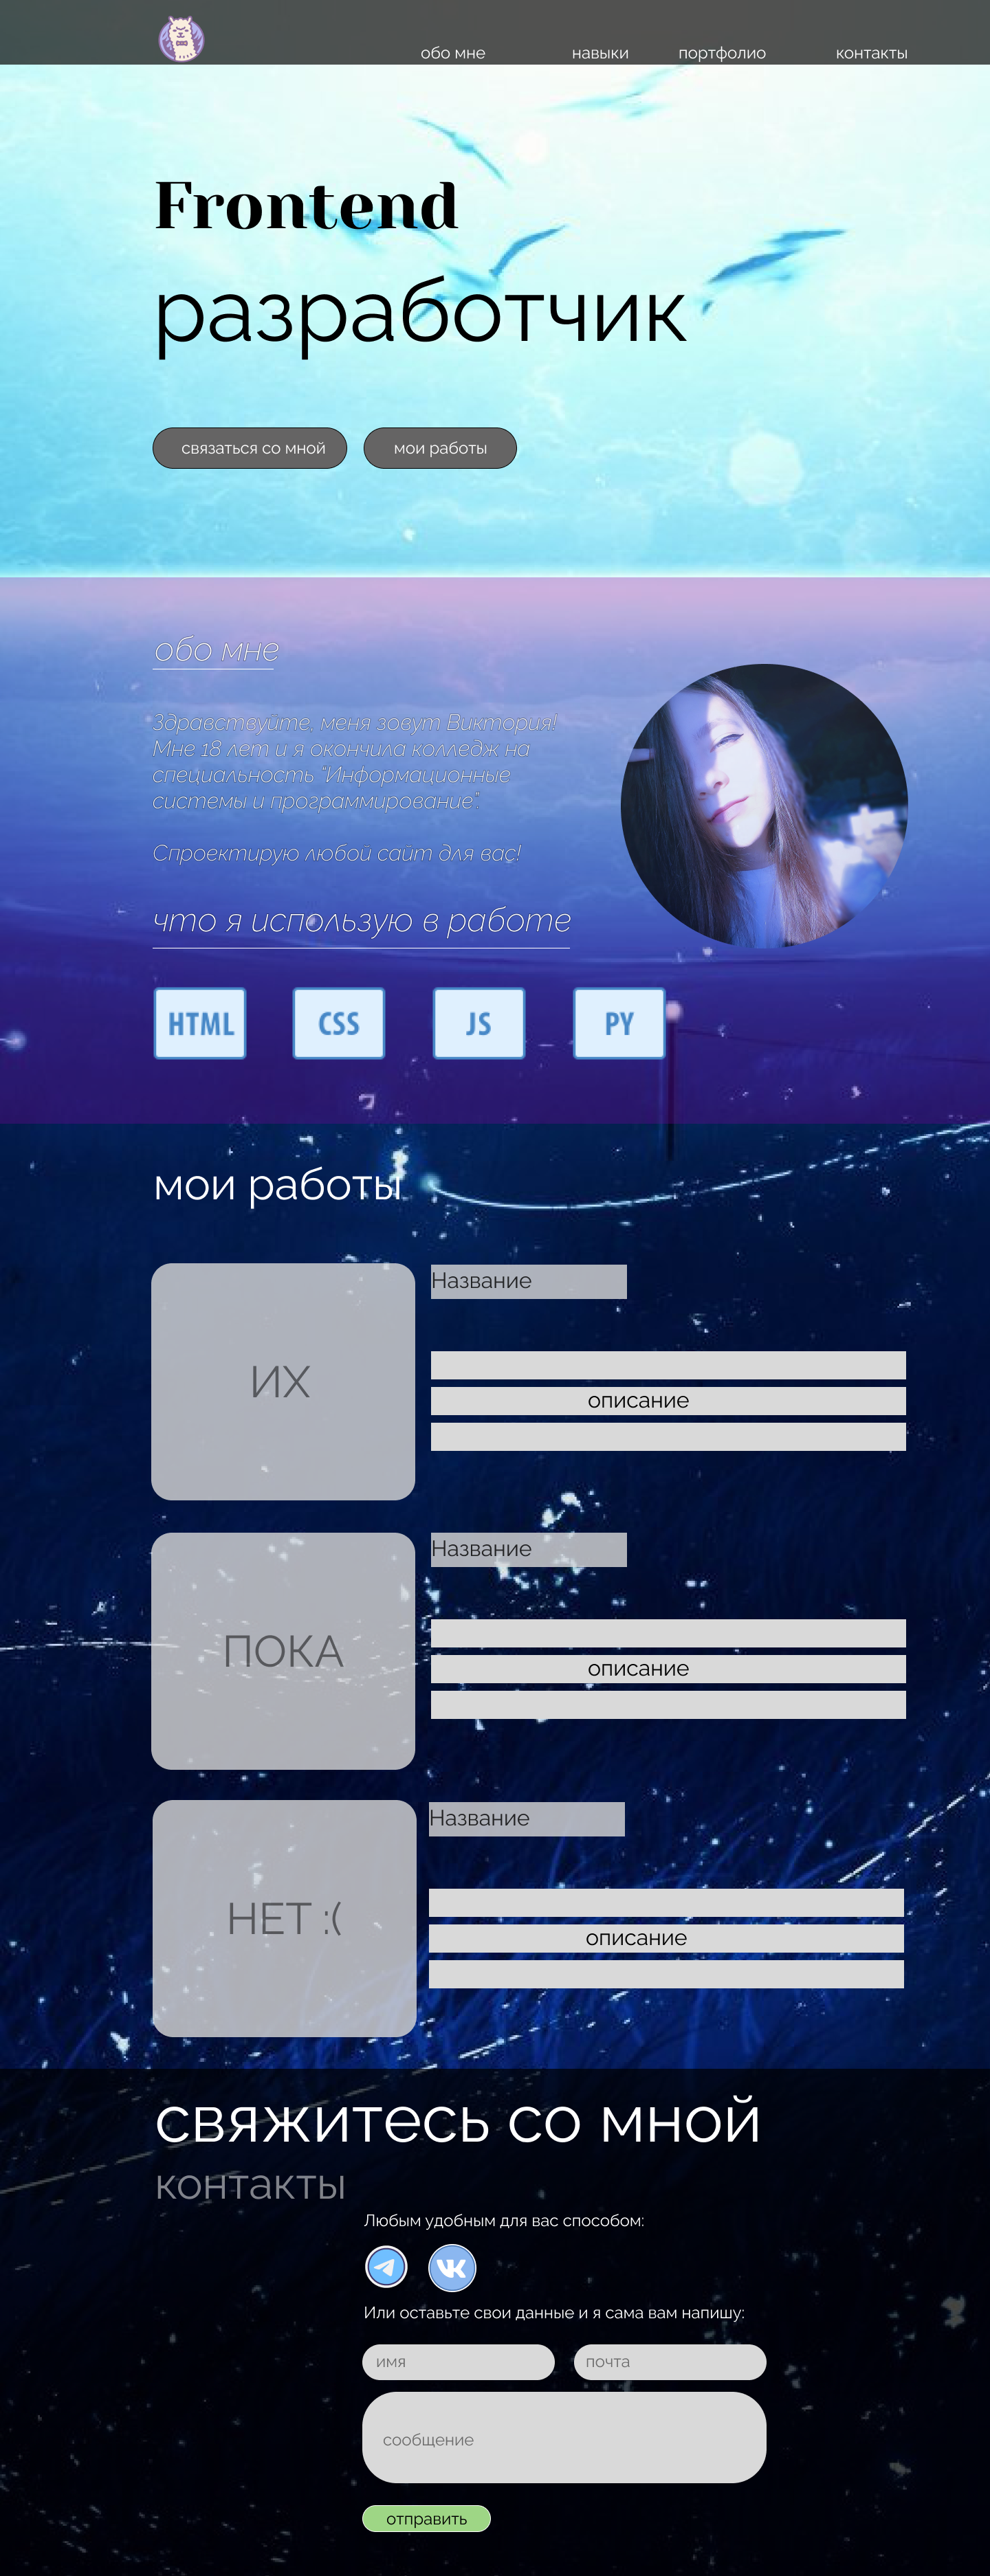 обо мне навыки портфолио контакты
Frontend
разработчик
связаться со мной мои работы
обо мне
Здравствуйте, меня зовут Виктория!
Мне 18 лет и я окончила колледж на
специальность "Информационные
системы и программирование".
Спроектирую любой сайт для вас!
что я использую в работе
HTML CSS JS PY
мои работы
ИХ
Название
описание
ПОКА
Название
описание
НЕТ :(
Название
описание
свяжитесь со мной
контакты
Любым удобным для вас способом:
Или оставьте свои данные и я сама вам напишу:
имя почта
сообщение
отправить